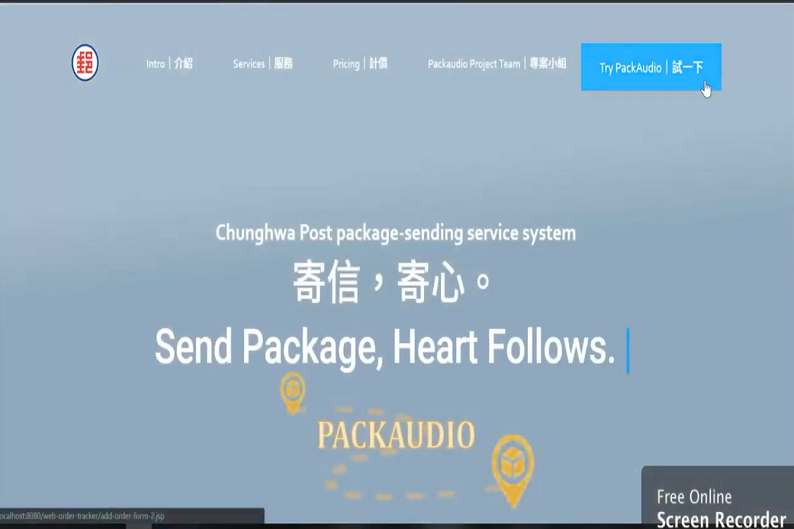 郵
Intro | 介紹
Services | 服務
Pricing | 計價
Packaudio Project Team | 專案小組
Try PackAudio | 試一下
Chunghwa Post package-sending service system
寄信，寄心。
Send Package, Heart Follows.
PACKAUDIO
Free Online
Screen Recorder
ocalhost:8080/web-order-tracker/add-order-form-2.jsp